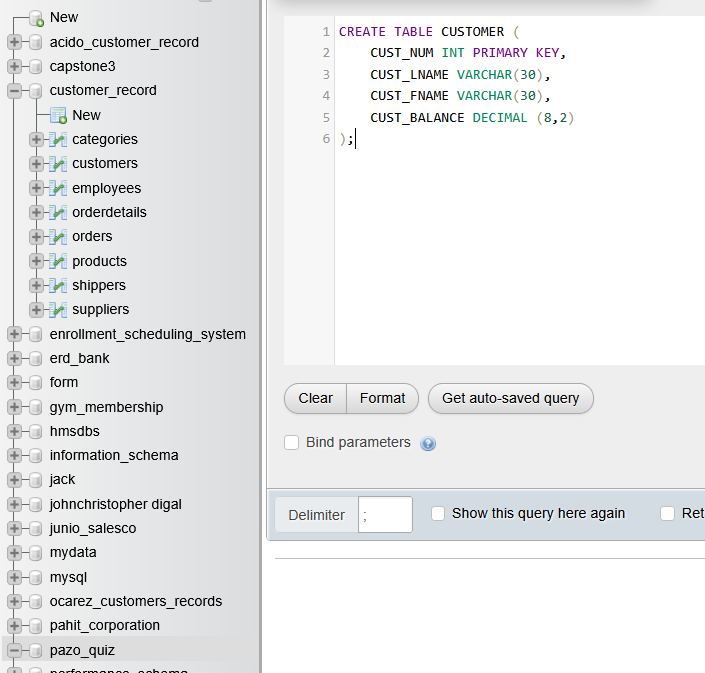 New
acido_customer_record
capstone3
customer_record
New
categories
customers
employees
orderdetails
orders
products
shippers
suppliers
enrollment_scheduling_system
erd_bank
form
gym_membership
hmsdbs
information_schema
jack
johnchristopher digal
junio_salesco
mydata
mysql
ocarez_customers_records
pahit_corporation
pazo_quiz
performance_schema
1 CREATE TABLE CUSTOMER (
2 CUST_NUM INT PRIMARY KEY,
3 CUST_LNAME VARCHAR(30),
4 CUST_FNAME VARCHAR(30),
5 CUST_BALANCE DECIMAL (8,2)
6 );
Clear Format Get auto-saved query
Bind parameters
Delimiter ; Show this query here again Ret